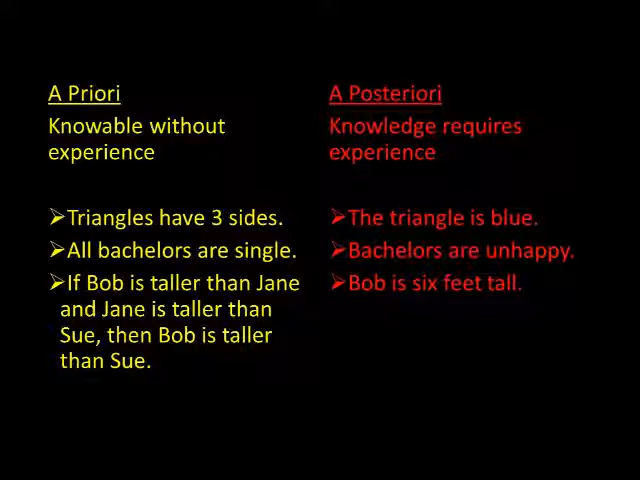 A Priori
Knowable without
experience
➢Triangles have 3 sides.
➢All bachelors are single.
➢If Bob is taller than Jane
and Jane is taller than
Sue, then Bob is taller
than Sue.
A Posteriori
Knowledge requires
experience
➢The triangle is blue.
➢Bachelors are unhappy.
➢Bob is six feet tall.